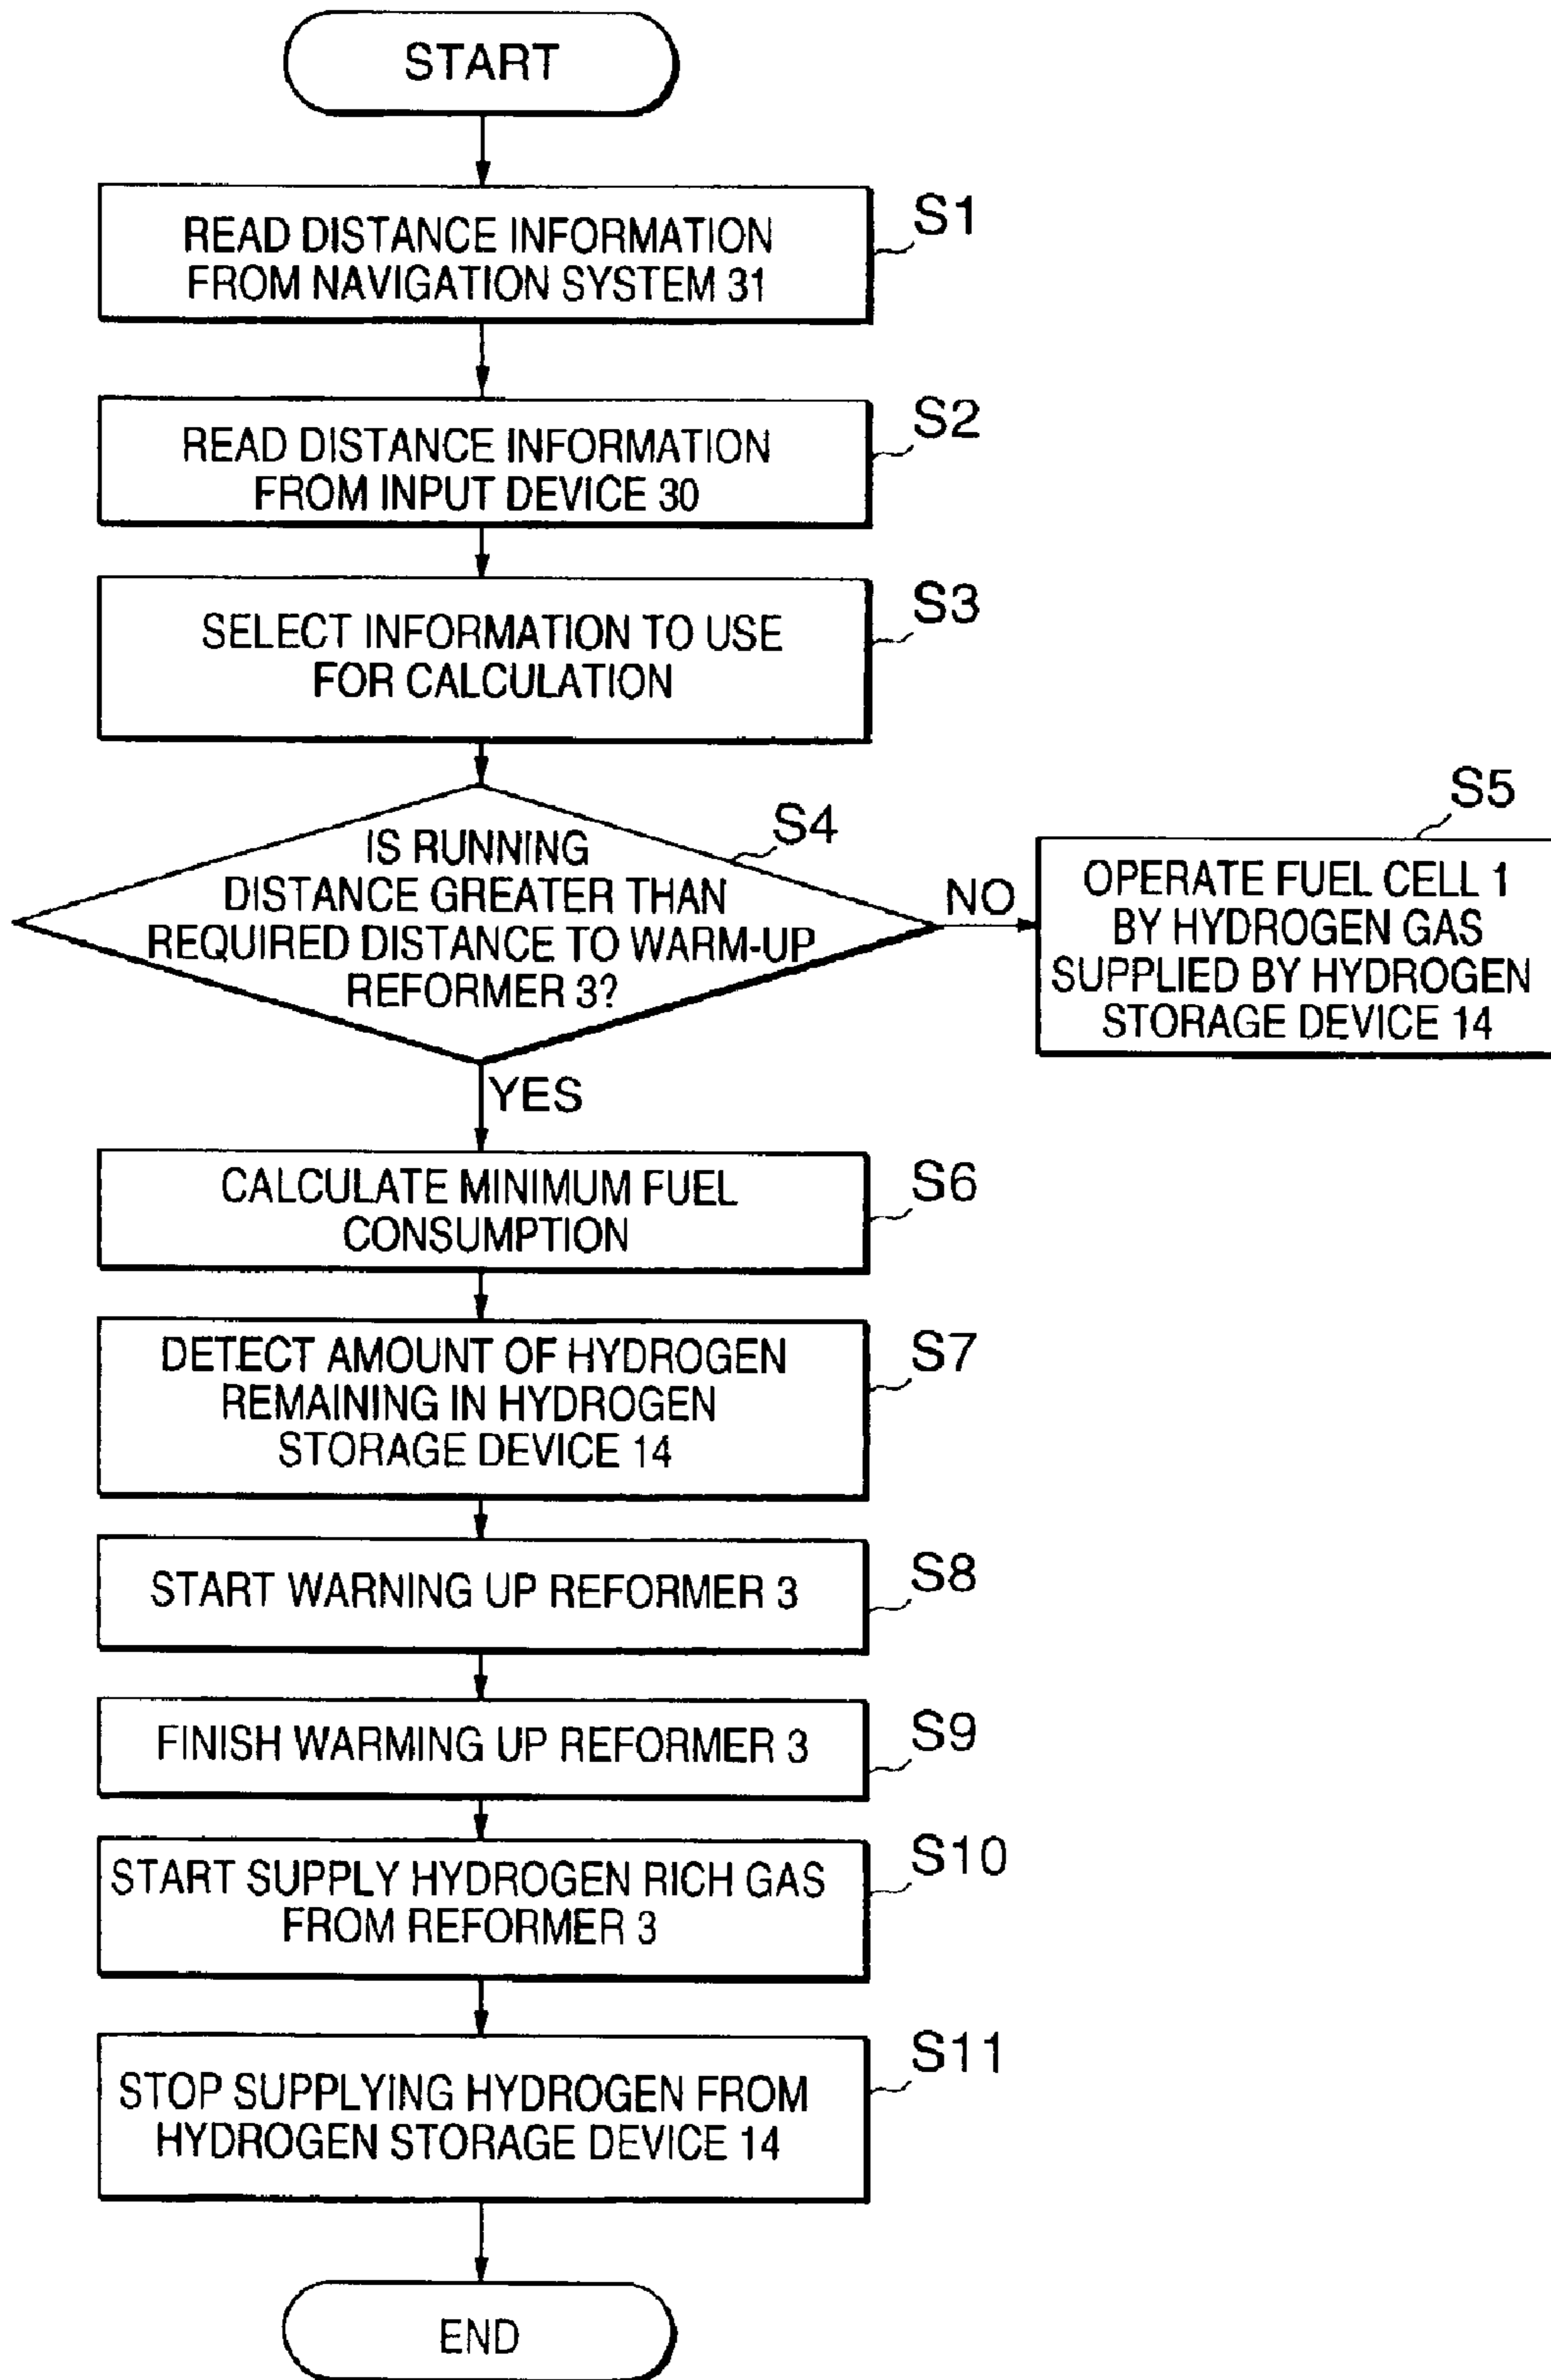 START
READ DISTANCE INFORMATION
FROM NAVIGATION SYSTEM 31
S1
READ DISTANCE INFORMATION
FROM INPUT DEVICE 30
S2
SELECT INFORMATION TO USE
FOR CALCULATION
S3
IS RUNNING
DISTANCE GREATER THAN
REQUIRED DISTANCE TO WARM-UP
REFORMER 3?
S4
NO
S5
OPERATE FUEL CELL 1
BY HYDROGEN GAS
SUPPLIED BY HYDROGEN
STORAGE DEVICE 14
YES
CALCULATE MINIMUM FUEL
CONSUMPTION
S6
DETECT AMOUNT OF HYDROGEN
REMAINING IN HYDROGEN
STORAGE DEVICE 14
S7
START WARNING UP REFORMER 3
S8
FINISH WARMING UP REFORMER 3
S9
START SUPPLY HYDROGEN RICH GAS
FROM REFORMER 3
S10
STOP SUPPLYING HYDROGEN FROM
HYDROGEN STORAGE DEVICE 14
S11
END